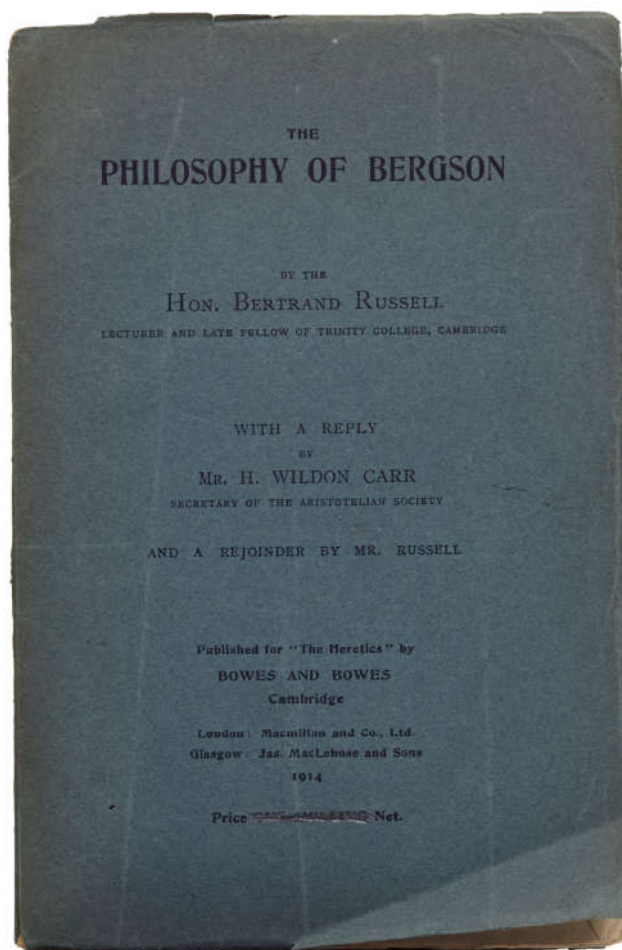 THE
PHILOSOPHY OF BERGSON
BY THE
HON. BERTRAND RUSSELL
LECTURER AND LATE FELLOW OF TRINITY COLLEGE, CAMBRIDGE
WITH A REPLY
BY
MR. H. WILDON CARR
SECRETARY OF THE ARISTOTELIAN SOCIETY
AND A REJOINDER BY MR. RUSSELL
Published for "The Heretics" by
BOWES AND BOWES
Cambridge
London: Macmillan and Co., Ltd.
Glasgow: Jas. MacLehose and Sons
1914
Price Net.